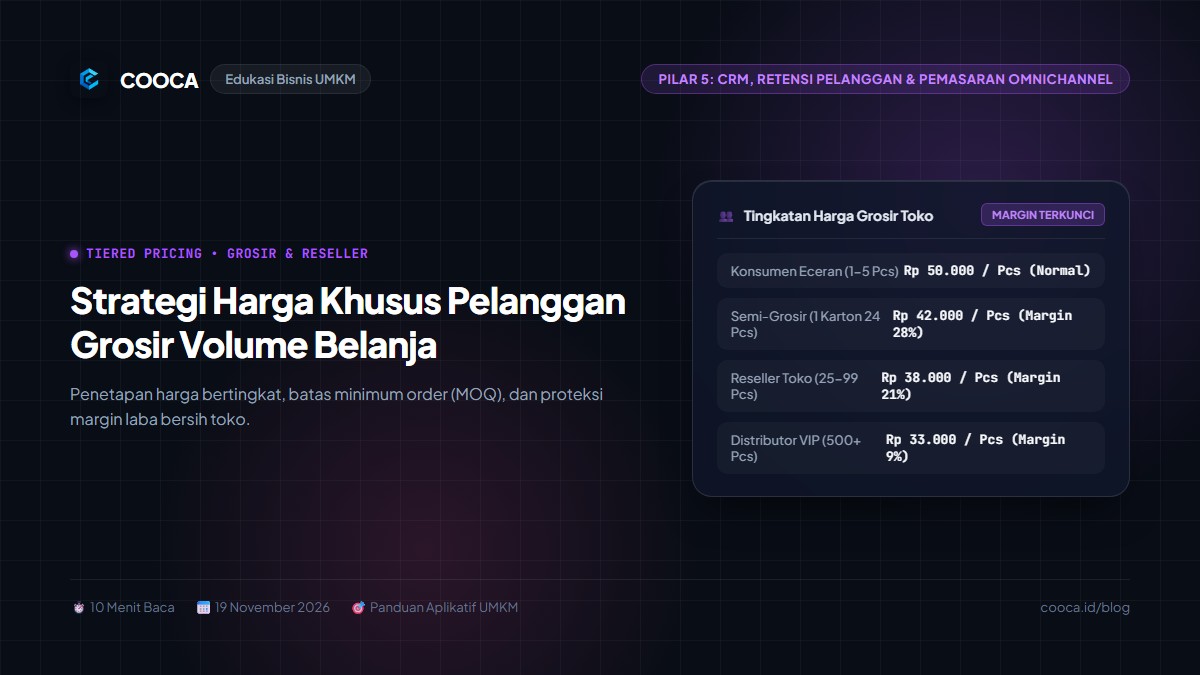 COOCA
Edukasi Bisnis UMKM
PILAR 5: CRM, RETENSI PELANGGAN & PEMASARAN OMNICHANNEL
TIERED PRICING • GROSIR & RESELLER
Strategi Harga Khusus Pelanggan
Grosir Volume Belanja
Penetapan harga bertingkat, batas minimum order (MOQ), dan proteksi
margin laba bersih toko.
Tingkatan Harga Grosir Toko
MARGIN TERKUNCI
Konsumen Eceran (1–5 Pcs) Rp 50.000 / Pcs (Normal)
Semi-Grosir (1 Karton 24
Pcs)
Rp 42.000 / Pcs (Margin
28%)
Reseller Toko (25–99
Pcs)
Rp 38.000 / Pcs (Margin
21%)
Distributor VIP (500+
Pcs)
Rp 33.000 / Pcs (Margin
9%)
10 Menit Baca
19 November 2026
Panduan Aplikatif UMKM
cooca.id/blog